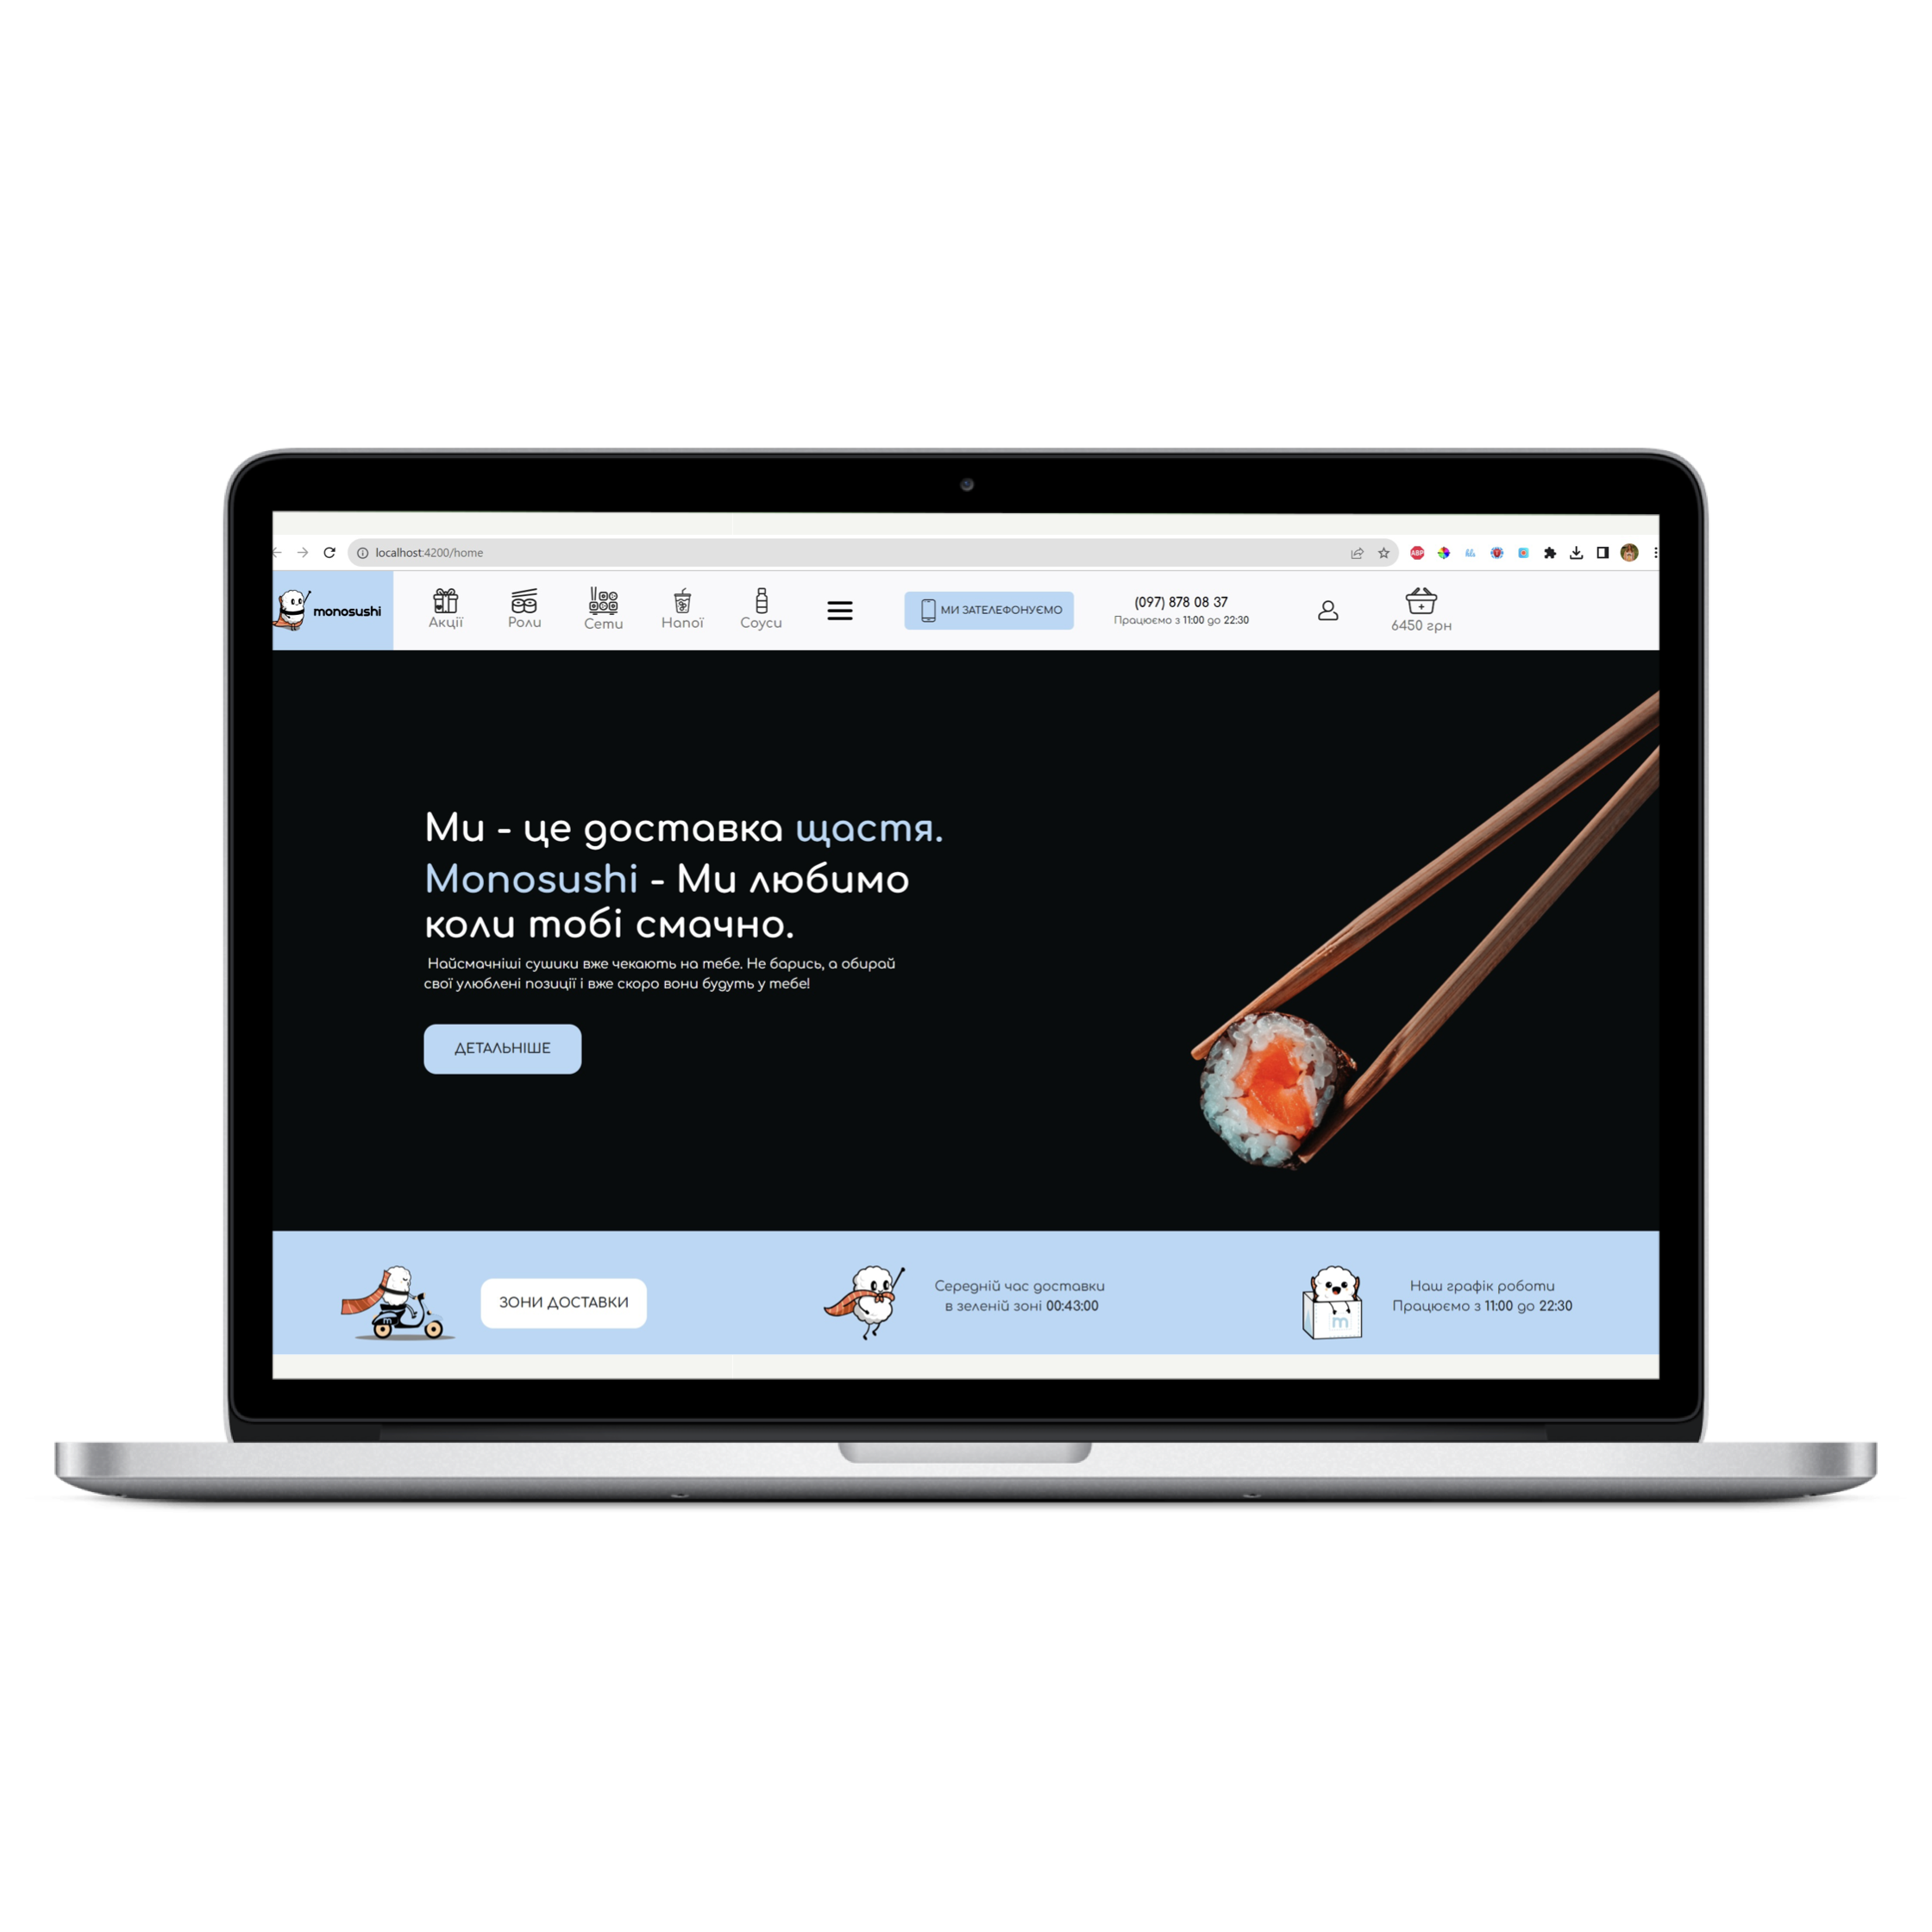 localhost:4200/home
ABP
monosushi
Акції
Роли
Сети
Напої
Соуси
МИ ЗАТЕЛЕФОНУЄМО
(097) 878 08 37
Працюємо з 11:00 до 22:30
6450 грн
Ми - це доставка щастя.
Monosushi - Ми любимо
коли тобі смачно.
Найсмачніші сушики вже чекають на тебе. Не барись, а обирай
свої улюблені позиції і вже скоро вони будуть у тебе!
ДЕТАЛЬНІШЕ
m
ЗОНИ ДОСТАВКИ
Середній час доставки
в зеленій зоні 00:43:00
m
Наш графік роботи
Працюємо з 11:00 до 22:30